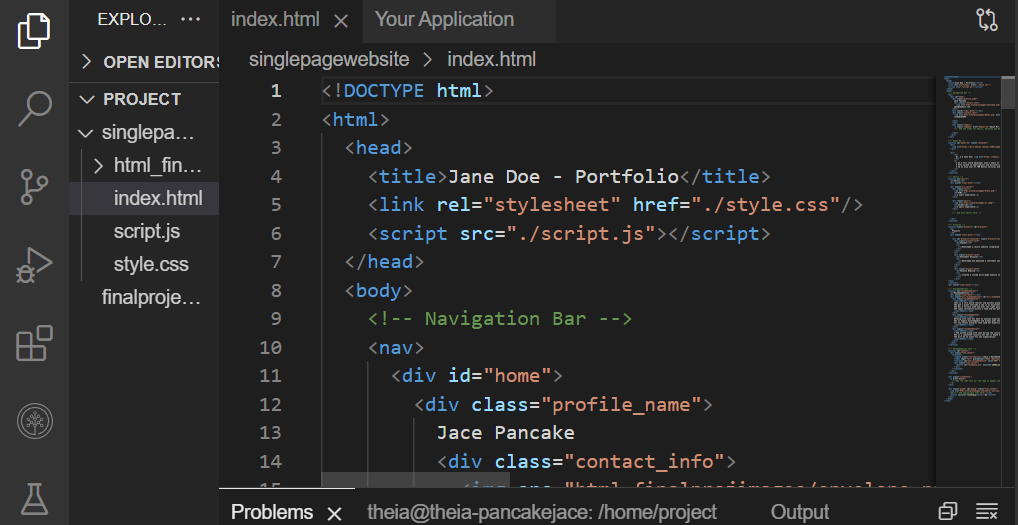 EXPLO... ···
index.html
Your Application
OPEN EDITORS
singlepagewebsite > index.html
PROJECT
singlepa...
html_fin...
index.html
script.js
style.css
finalproje...
1 <!DOCTYPE html>
2 <html>
3 <head>
4 <title>Jane Doe - Portfolio</title>
5 <link rel="stylesheet" href="./style.css"/>
6 <script src="./script.js"></script>
7 </head>
8 <body>
9 <!-- Navigation Bar -->
10 <nav>
11 <div id="home">
12 <div class="profile_name">
13 Jace Pancake
14 <div class="contact_info">
Problems
theia@theia-pancakejace: /home/project
Output